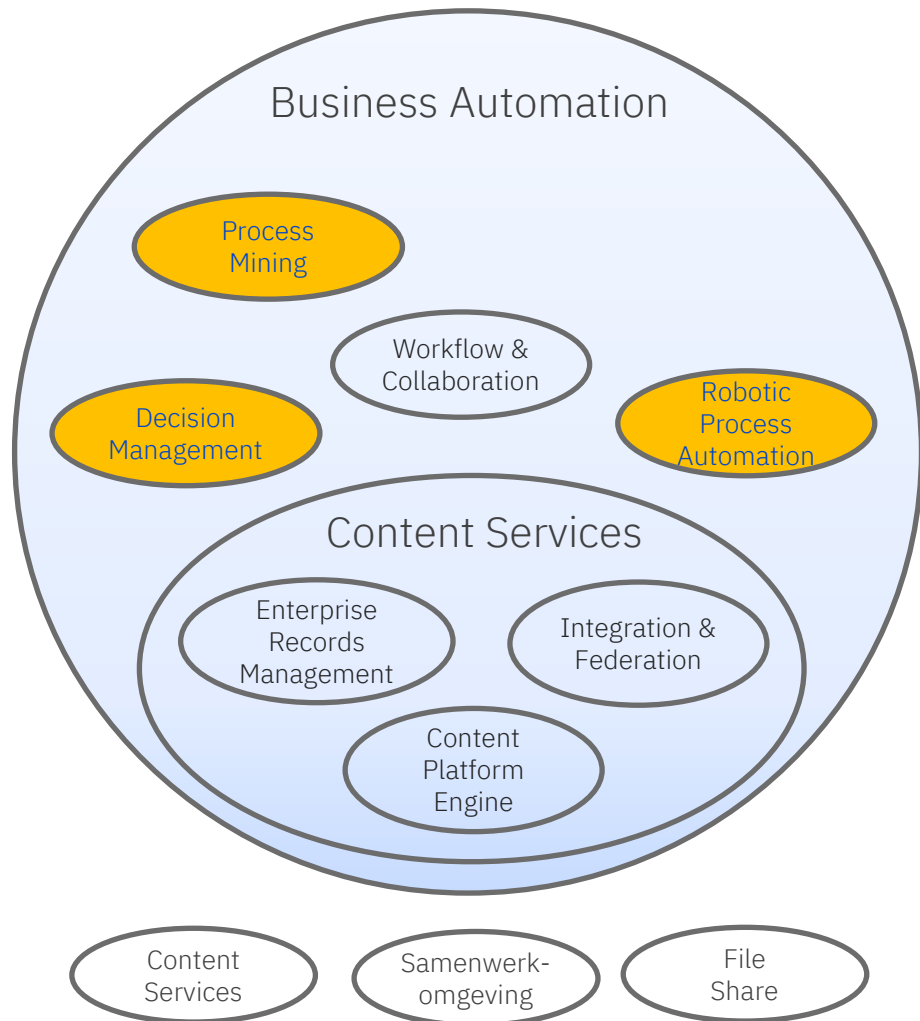 Business Automation
Process
Mining
Workflow &
Collaboration
Decision
Management
Robotic
Process
Automation
Content Services
Enterprise
Records
Management
Integration &
Federation
Content
Platform
Engine
Content
Services
Samenwerk-
omgeving
File
Share